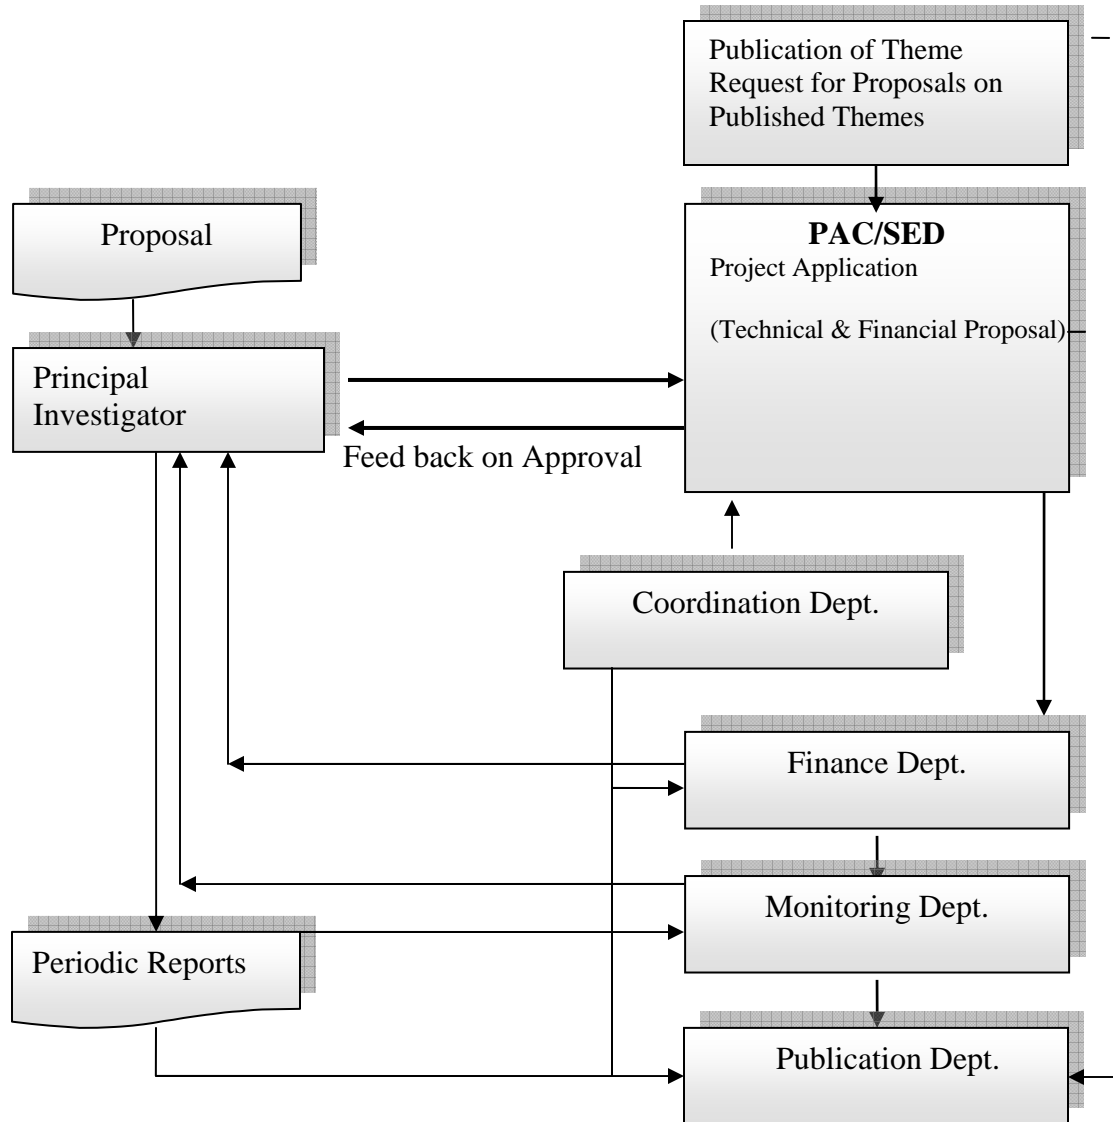 Publication of Theme
Request for Proposals on
Published Themes
Proposal
PAC/SED
Project Application
(Technical & Financial Proposal)
Principal
Investigator
Feed back on Approval
Coordination Dept.
Finance Dept.
Monitoring Dept.
Periodic Reports
Publication Dept.